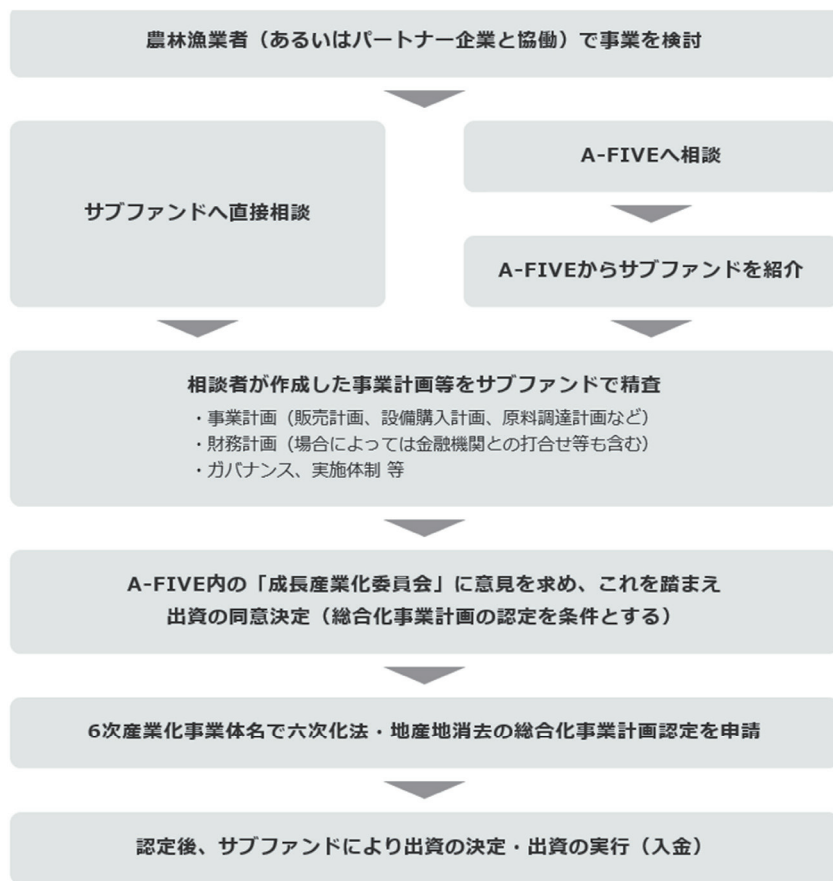 農林漁業者（あるいはパートナー企業と協働）で事業を検討
サブファンドへ直接相談
A-FIVEへ相談
A-FIVEからサブファンドを紹介
相談者が作成した事業計画等をサブファンドで精査
・事業計画（販売計画、設備購入計画、原料調達計画など）
・財務計画（場合によっては金融機関との打合せ等も含む）
・ガバナンス、実施体制 等
A-FIVE内の「成長産業化委員会」に意見を求め、これを踏まえ
出資の同意決定（総合化事業計画の認定を条件とする）
6次産業化事業体名で六次化法・地産地消去の総合化事業計画認定を申請
認定後、サブファンドにより出資の決定・出資の実行（入金）